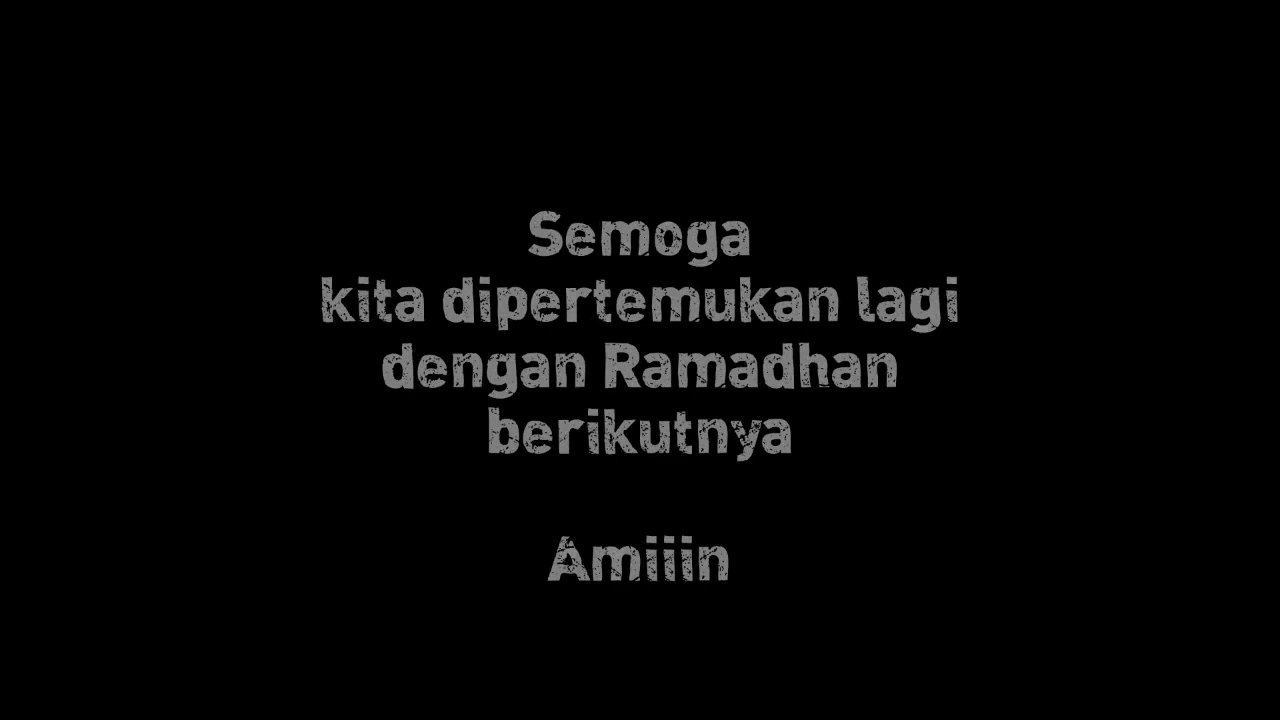 Semoga
kita dipertemukan lagi
dengan Ramadhan
berikutnya
Amiiin